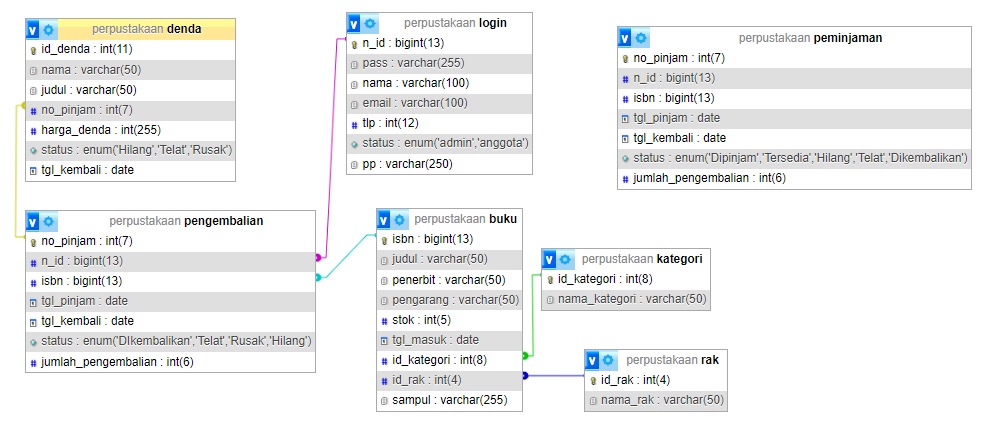 perpustakaan denda
id_denda : int(11)
nama : varchar(50)
judul : varchar(50)
no_pinjam : int(7)
harga_denda : int(255)
status : enum('Hilang','Telat','Rusak')
tgl_kembali : date
perpustakaan login
n_id : bigint(13)
pass : varchar(255)
nama : varchar(100)
email : varchar(100)
tlp : int(12)
status : enum('admin','anggota')
pp : varchar(250)
perpustakaan peminjaman
no_pinjam : int(7)
n_id : bigint(13)
isbn : bigint(13)
tgl_pinjam : date
tgl_kembali : date
status : enum('Dipinjam','Tersedia','Hilang','Telat','Dikembalikan')
jumlah_pengembalian : int(6)
perpustakaan pengembalian
no_pinjam : int(7)
n_id : bigint(13)
isbn : bigint(13)
tgl_pinjam : date
tgl_kembali : date
status : enum('DIkembalikan','Telat','Rusak','Hilang')
jumlah_pengembalian : int(6)
perpustakaan buku
isbn : bigint(13)
judul : varchar(50)
penerbit : varchar(50)
pengarang : varchar(50)
stok : int(5)
tgl_masuk : date
id_kategori : int(8)
id_rak : int(4)
sampul : varchar(255)
perpustakaan kategori
id_kategori : int(8)
nama_kategori : varchar(50)
perpustakaan rak
id_rak : int(4)
nama_rak : varchar(50)